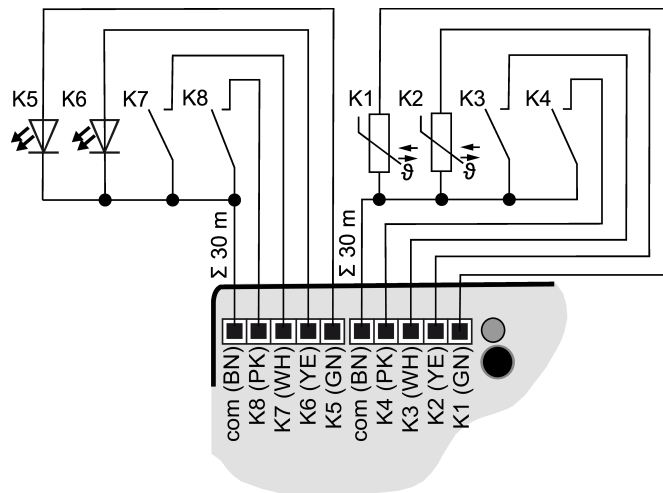 K5 K6 K7 K8 K1 K2 K3 K4
ϑ ϑ
Σ 30 m
Σ 30 m
com (BN)
K8 (PK)
K7 (WH)
K6 (YE)
K5 (GN)
com (BN)
K4 (PK)
K3 (WH)
K2 (YE)
K1 (GN)